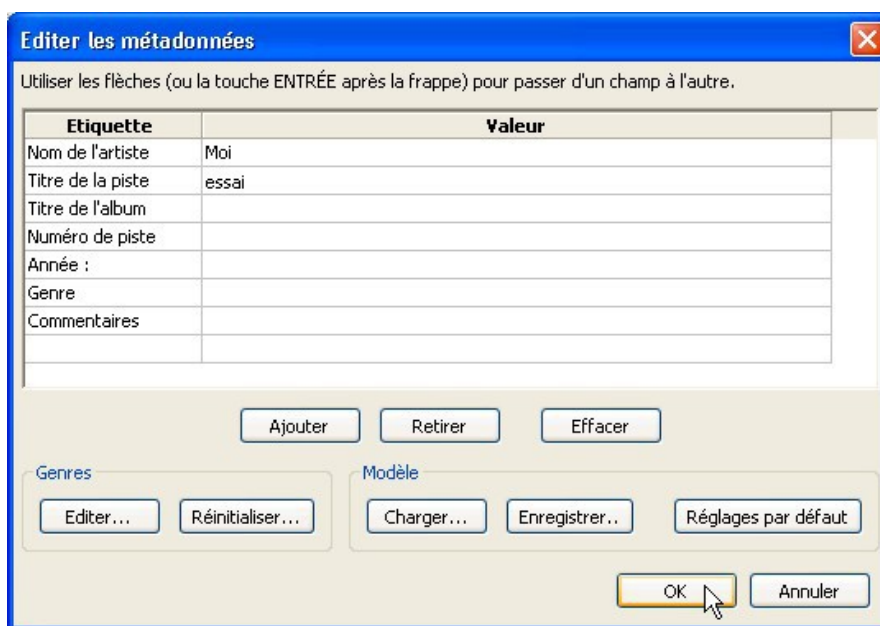 Editer les métadonnées
Utiliser les flèches (ou la touche ENTRÉE après la frappe) pour passer d'un champ à l'autre.
Etiquette Valeur
Nom de l'artiste Moi
Titre de la piste essai
Titre de l'album
Numéro de piste
Année :
Genre
Commentaires
Ajouter Retirer Effacer
Genres Modèle
Editer... Réinitialiser... Charger... Enregistrer.. Réglages par défaut
OK Annuler